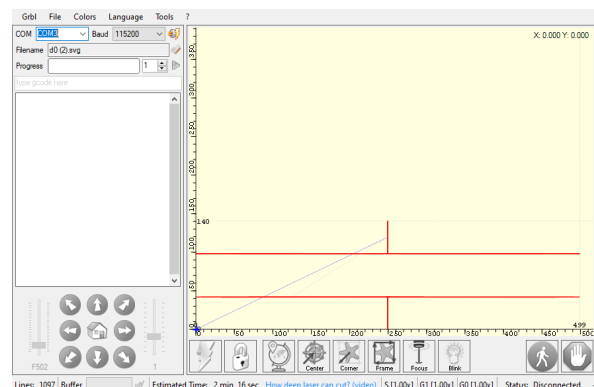 Grbl File Colors Language Tools ?
COM COM3 Baud 115200
Filename d0 (2).svg
Progress 1
type gcode here
X: 0.000 Y: 0.000
350
300
250
200
150
140
100
50
0
0 50 100 150 200 250 300 350 400 450 499
F502 1
Center Corner Frame Focus Blink
Lines: 1097 Buffer Estimated Time: 2 min, 16 sec How deep laser can cut? (video) S[1.00x] G1[1.00x] G0[1.00x] Status: Disconnected